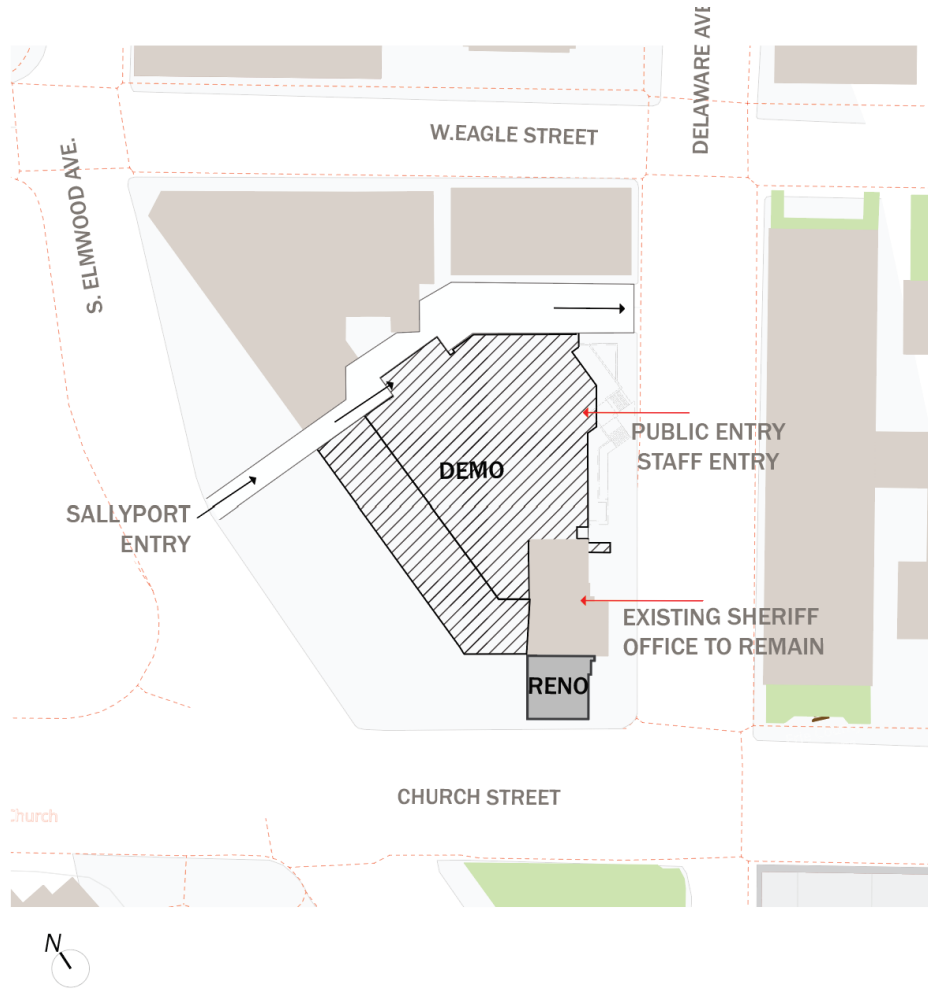 DELAWARE AVE
W.EAGLE STREET
S. ELMWOOD AVE.
PUBLIC ENTRY
STAFF ENTRY
DEMO
SALLYPORT
ENTRY
EXISTING SHERIFF
OFFICE TO REMAIN
RENO
CHURCH STREET
Church
N